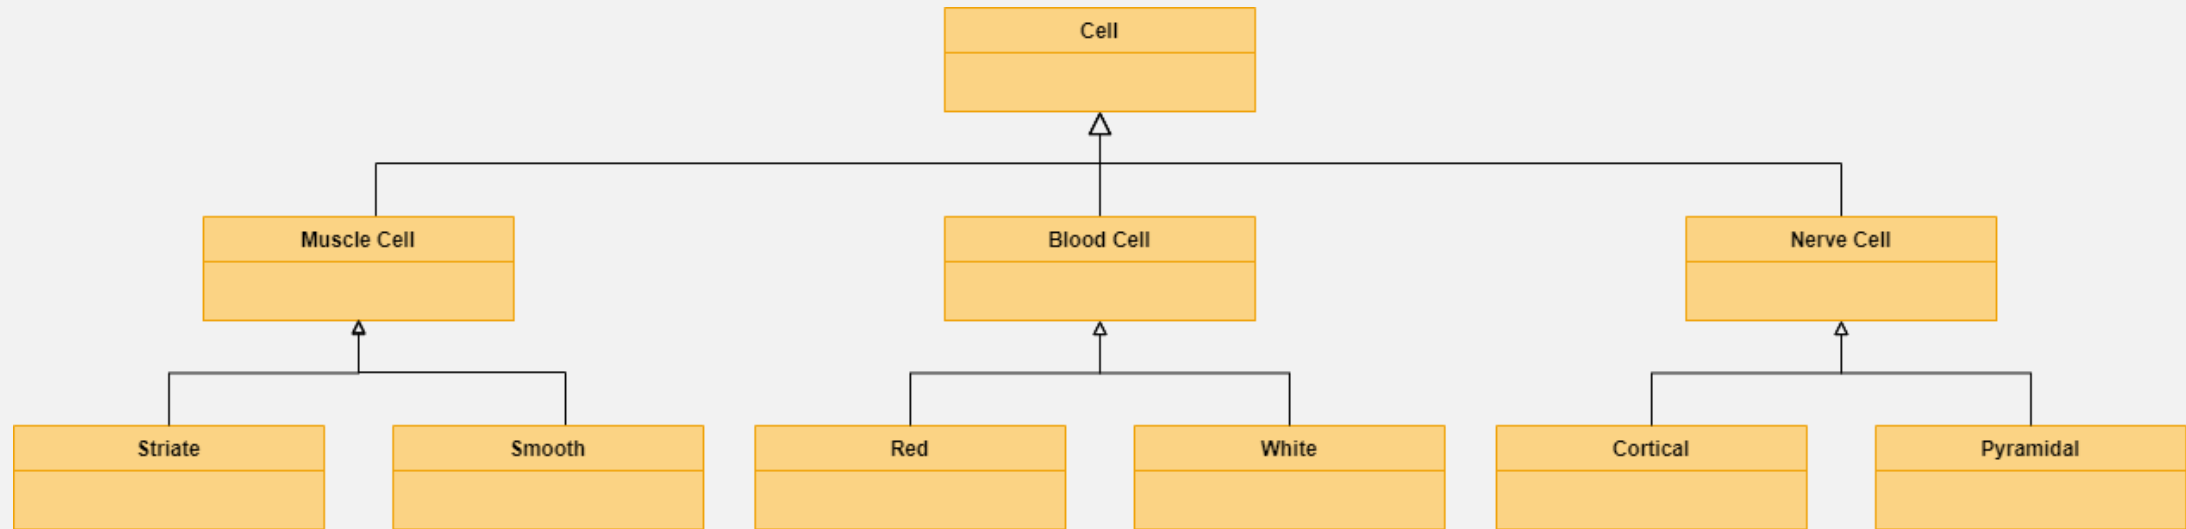 Cell
Muscle Cell
Blood Cell
Nerve Cell
Striate
Smooth
Red
White
Cortical
Pyramidal